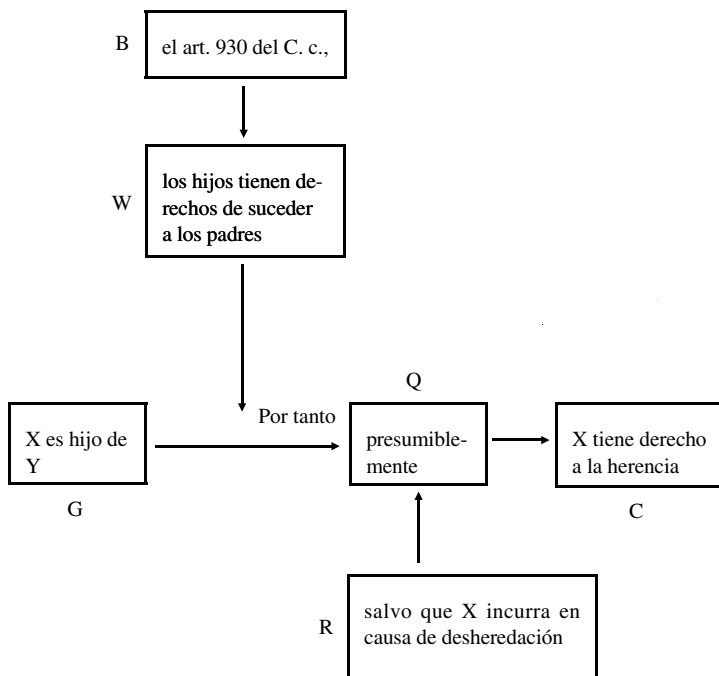 B
el art. 930 del C. c.,
W
los hijos tienen de-
rechos de suceder
a los padres
Q
Por tanto
X es hijo de
Y
presumible-
mente
X tiene derecho
a la herencia
G
C
R
salvo que X incurra en
causa de desheredación